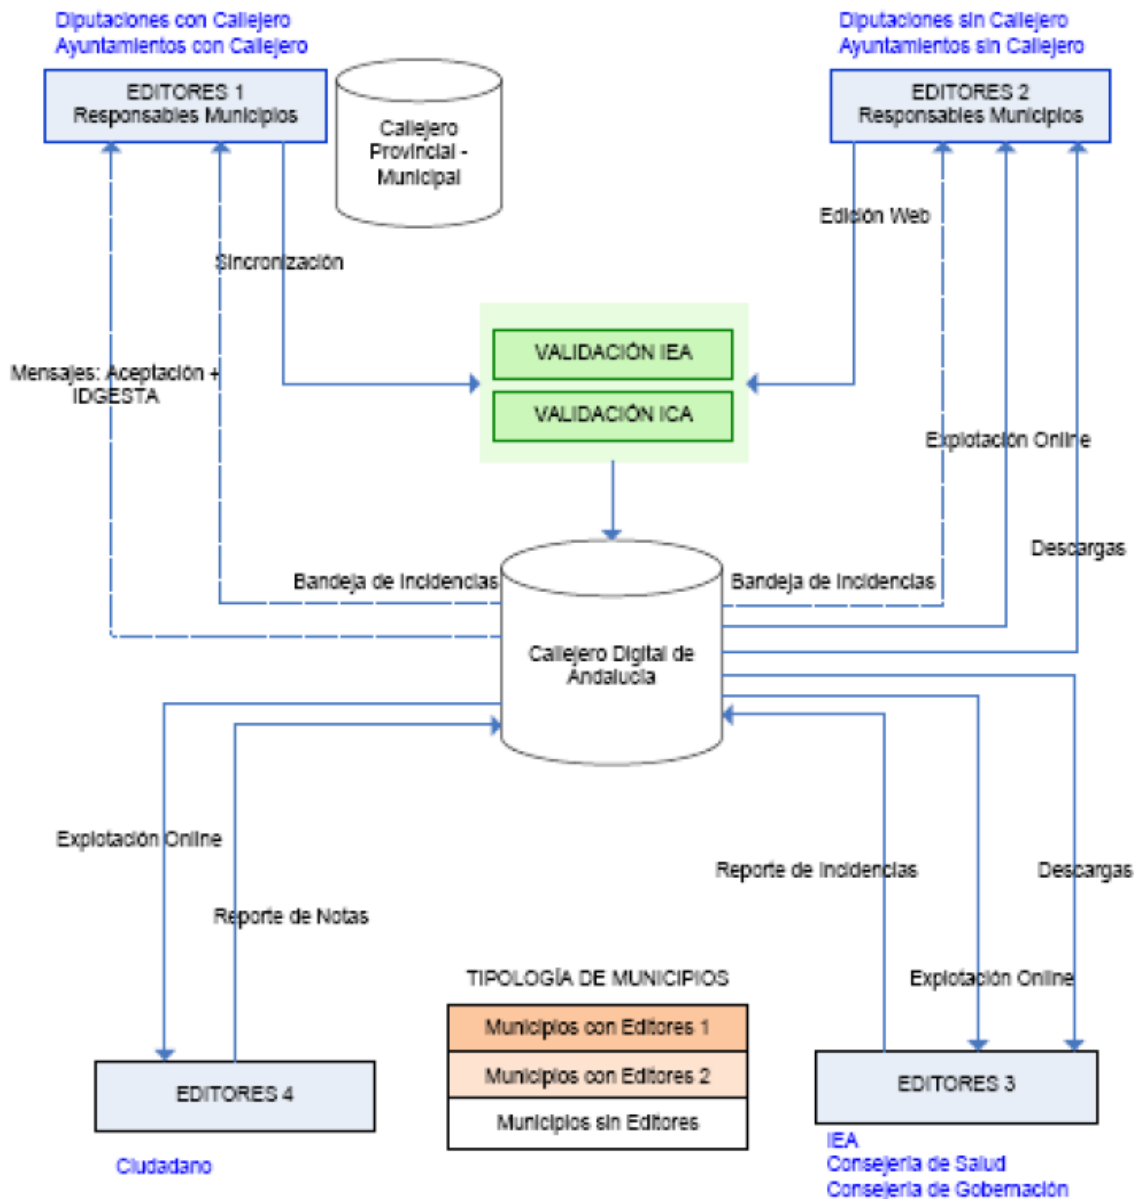 Diputaciones con Callejero
Ayuntamientos con Callejero
Diputaciones sin Callejero
Ayuntamientos sin Callejero
EDITORES 1
Responsables Municipios
Callejero
Provincial -
Municipal
EDITORES 2
Responsables Municipios
Edición Web
Sincronización
VALIDACIÓN IEA
VALIDACIÓN ICA
Mensajes: Aceptación +
IDGESTA
Explotación Online
Descargas
Bandeja de Incidencias
Bandeja de Incidencias
Callejero Digital de
Andalucía
Explotación Online
Reporte de Notas
Reporte de Incidencias
Descargas
Explotación Online
TIPOLOGÍA DE MUNICIPIOS
Municipios con Editores 1
Municipios con Editores 2
Municipios sin Editores
EDITORES 4
Ciudadano
EDITORES 3
IEA
Consejería de Salud
Consejería de Gobernación